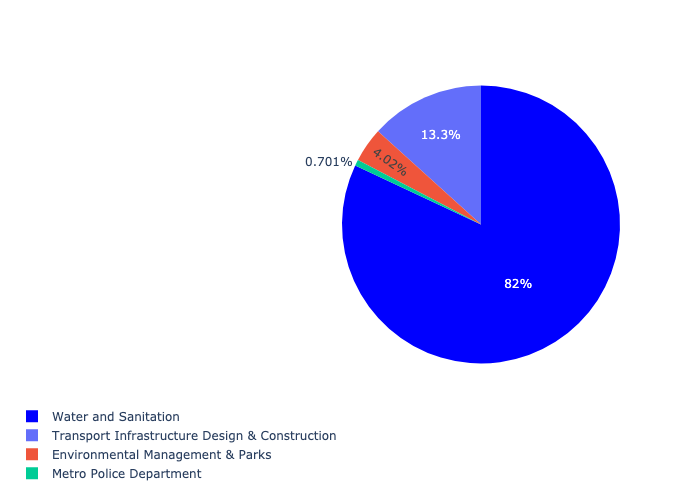 13.3%
4.02%
0.701%
82%
Water and Sanitation
Transport Infrastructure Design & Construction
Environmental Management & Parks
Metro Police Department